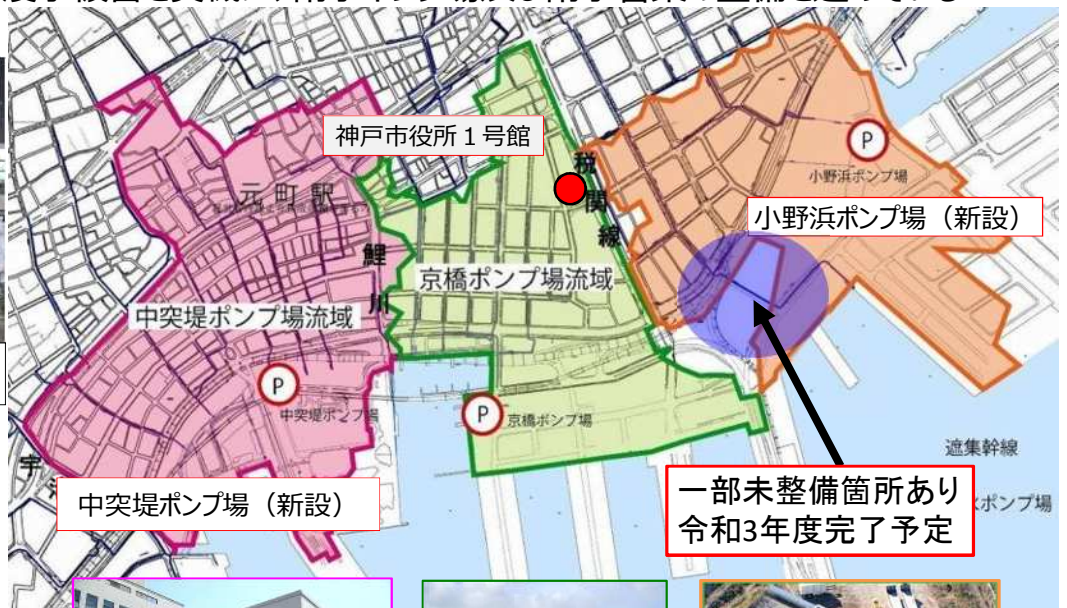 神戸市役所１号館
税関線
P
元町駅
小野浜ポンプ場
小野浜ポンプ場（新設）
鯉川
京橋ポンプ場流域
中突堤ポンプ場流域
P
中突堤ポンプ場
P
京橋ポンプ場
遮集幹線
宇
中突堤ポンプ場（新設）
一部未整備箇所あり
ポンプ場
令和3年度完了予定